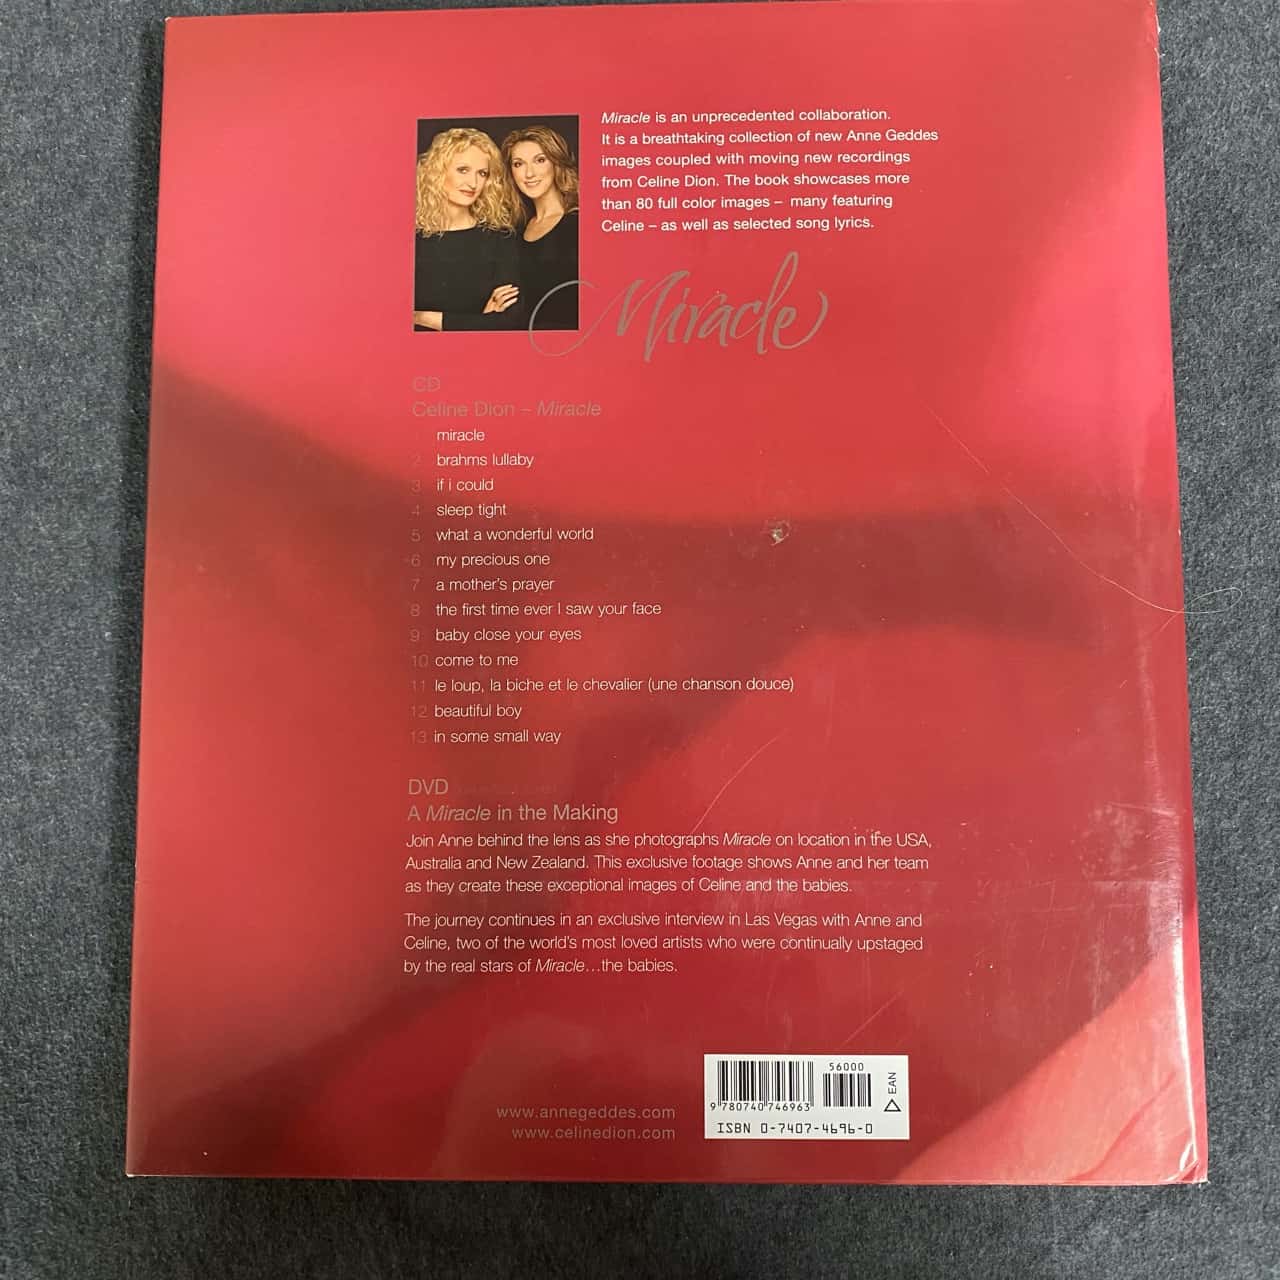 Miracle is an unprecedented collaboration.
It is a breathtaking collection of new Anne Geddes
images coupled with moving new recordings
from Celine Dion. The book showcases more
than 80 full color images – many featuring
Celine – as well as selected song lyrics.
Miracle
CD
Celine Dion – Miracle
miracle
2 brahms lullaby
3 if i could
4 sleep tight
5 what a wonderful world
6 my precious one
7 a mother's prayer
8 the first time ever I saw your face
9 baby close your eyes
10 come to me
11 le loup, la biche et le chevalier (une chanson douce)
12 beautiful boy
13 in some small way
DVD
A Miracle in the Making
Join Anne behind the lens as she photographs Miracle on location in the USA,
Australia and New Zealand. This exclusive footage shows Anne and her team
as they create these exceptional images of Celine and the babies.
The journey continues in an exclusive interview in Las Vegas with Anne and
Celine, two of the world's most loved artists who were continually upstaged
by the real stars of Miracle...the babies.
www.annegeddes.com
www.celinedion.com
56000
9 780740 746963
EAN
ISBN 0-7407-4696-0